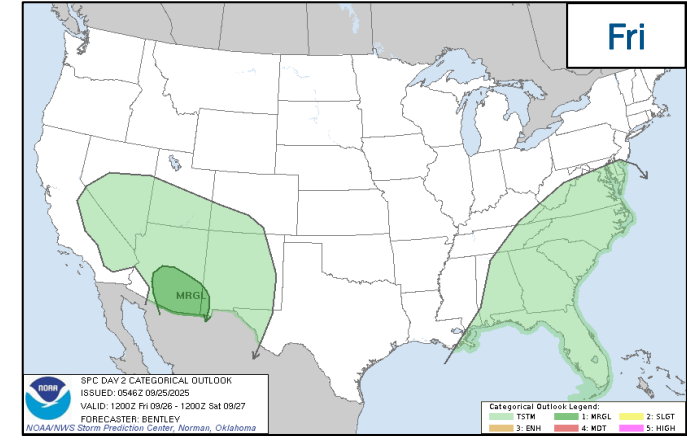 Fri
MRGL
NOAA
SPC DAY 2 CATEGORICAL OUTLOOK
ISSUED: 0546Z 09/25/2025
VALID: 1200Z Fri 09/26 - 1200Z Sat 09/27
FORECASTER: BENTLEY
NOAA/NWS Storm Prediction Center, Norman, Oklahoma
Categorical Outlook Legend:
TSTM 1: MRGL 2: SLGT
3: ENH 4: MDT 5: HIGH